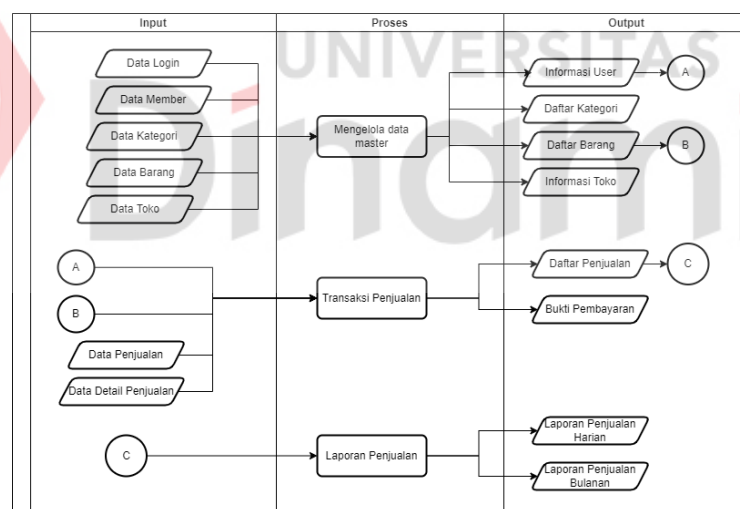 Input
Proses
Output
UNIVERSITAS
Dinami
Data Login
Data Member
Data Kategori
Data Barang
Data Toko
Mengelola data
master
Informasi User
A
Daftar Kategori
Daftar Barang
B
Informasi Toko
A
B
Data Penjualan
Data Detail Penjualan
Transaksi Penjualan
Daftar Penjualan
C
Bukti Pembayaran
C
Laporan Penjualan
Laporan Penjualan
Harian
Laporan Penjualan
Bulanan